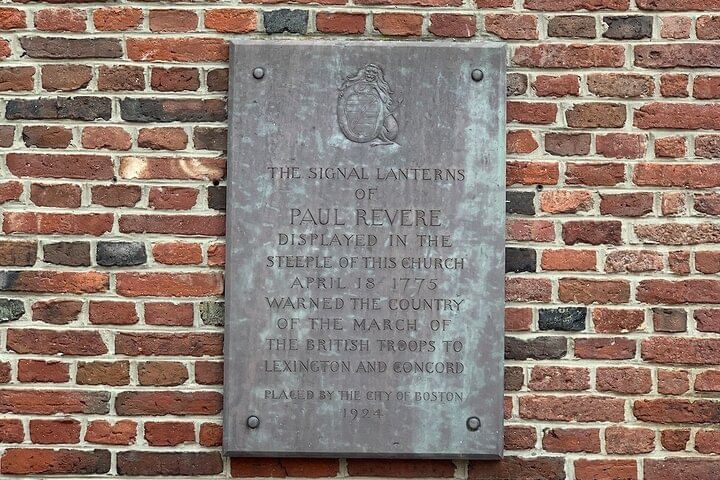 THE SIGNAL LANTERNS
OF
PAUL REVERE
DISPLAYED IN THE
STEEPLE OF THIS CHURCH
APRIL 18 1775
WARNED THE COUNTRY
OF THE MARCH OF
THE BRITISH TROOPS TO
LEXINGTON AND CONCORD
PLACED BY THE CITY OF BOSTON
1924